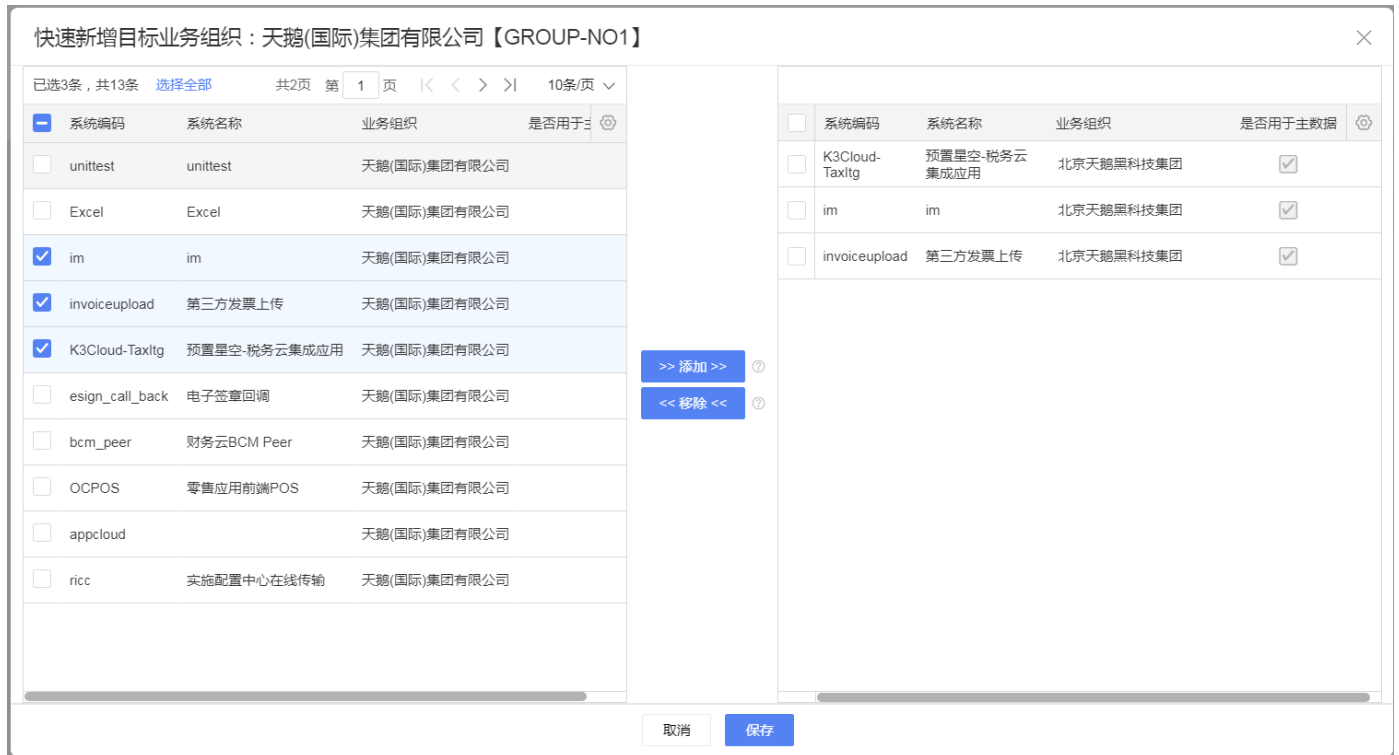 快速新增目标业务组织：天鹅(国际)集团有限公司【GROUP-NO1】
已选3条，共13条 选择全部 共2页 第 1 页 10条/页
系统编码 系统名称 业务组织 是否用于主
unittest unittest 天鹅(国际)集团有限公司
Excel Excel 天鹅(国际)集团有限公司
im im 天鹅(国际)集团有限公司
invoiceupload 第三方发票上传 天鹅(国际)集团有限公司
K3Cloud-TaxItg 预置星空-税务云集成应用 天鹅(国际)集团有限公司
esign_call_back 电子签章回调 天鹅(国际)集团有限公司
bcm_peer 财务云BCM Peer 天鹅(国际)集团有限公司
OCPOS 零售应用前端POS 天鹅(国际)集团有限公司
appcloud 天鹅(国际)集团有限公司
ricc 实施配置中心在线传输 天鹅(国际)集团有限公司
>> 添加 >>
<< 移除 <<
系统编码 系统名称 业务组织 是否用于主数据
K3Cloud- 预置星空-税务云 北京天鹅黑科技集团
TaxItg 集成应用
im im 北京天鹅黑科技集团
invoiceupload 第三方发票上传 北京天鹅黑科技集团
取消 保存